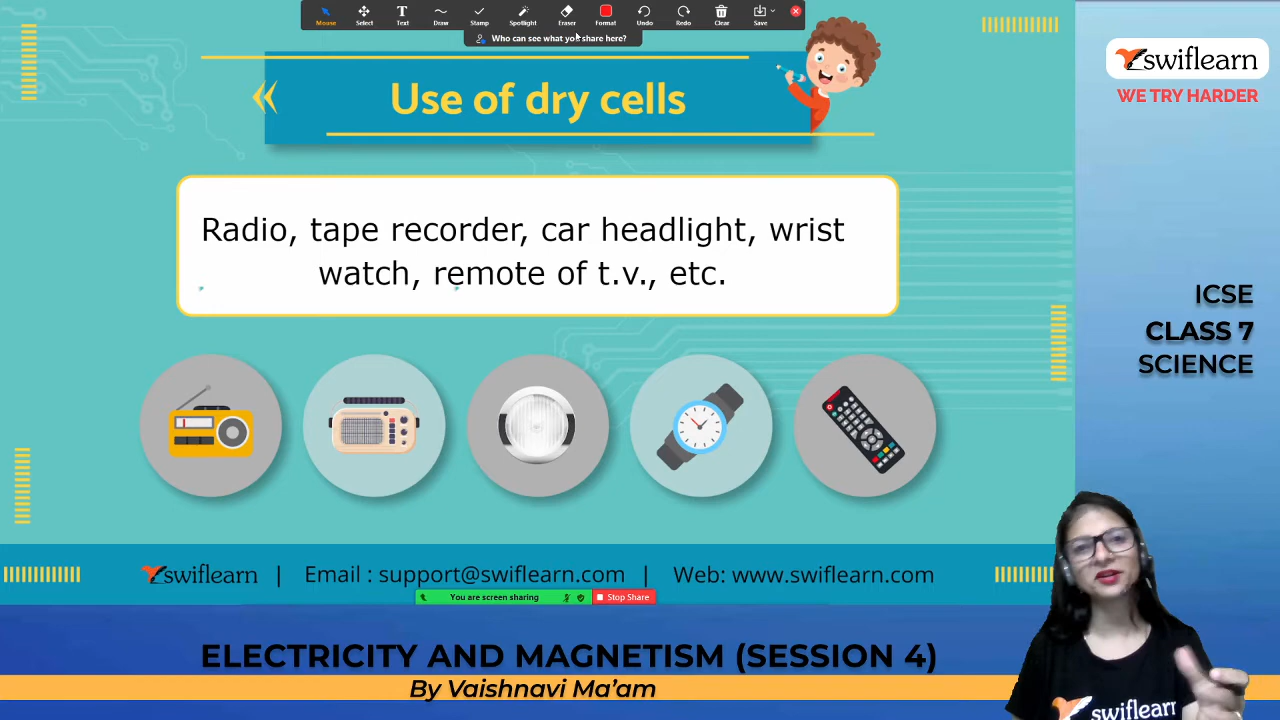 Mouse Select Text Draw Stamp Spotlight Eraser Format Undo Redo Clear Save
Who can see what you share here?
Use of dry cells
swiflearn
WE TRY HARDER
Radio, tape recorder, car headlight, wrist
watch, remote of t.v., etc.
ICSE
CLASS 7
SCIENCE
swiflearn | Email : support@swiflearn.com | Web: www.swiflearn.com
You are screen sharing Stop Share
ELECTRICITY AND MAGNETISM (SESSION 4)
By Vaishnavi Ma’am
swiflearn